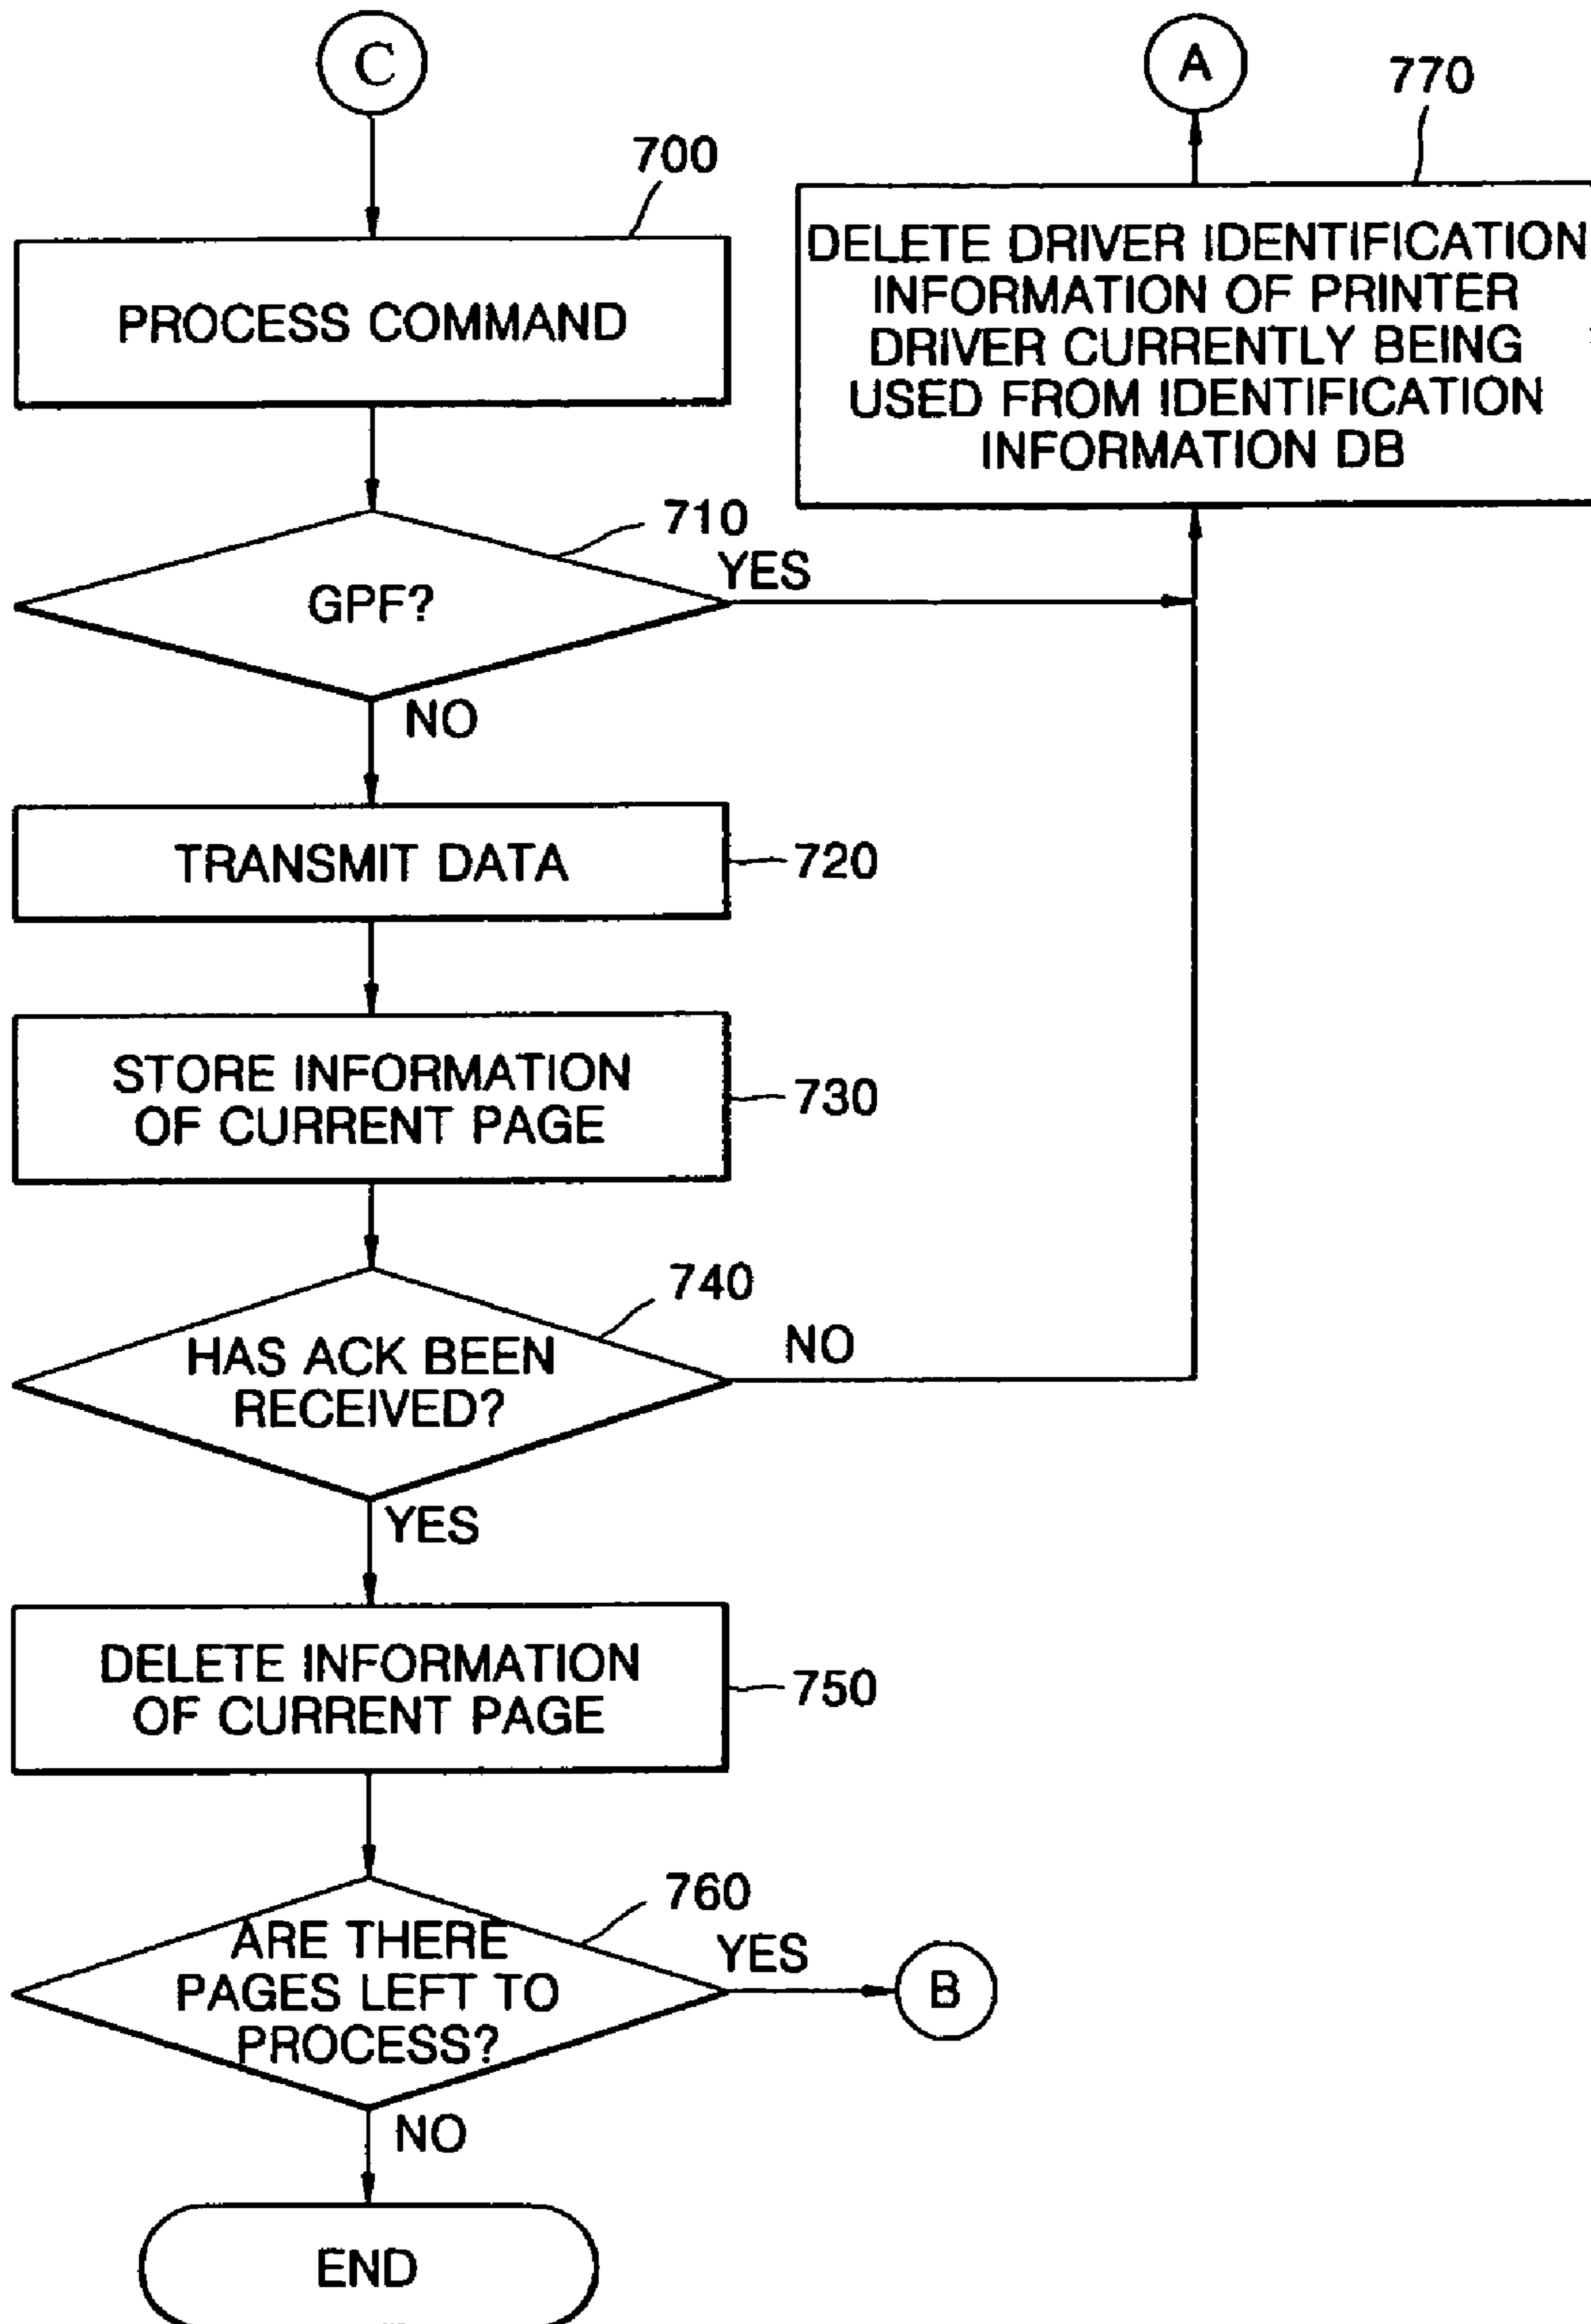 C
700
PROCESS COMMAND
710
GPF?
YES
NO
TRANSMIT DATA
720
STORE INFORMATION
OF CURRENT PAGE
730
740
HAS ACK BEEN
RECEIVED?
NO
YES
DELETE INFORMATION
OF CURRENT PAGE
750
760
ARE THERE
PAGES LEFT TO
PROCESS?
YES
B
NO
END
A
770
DELETE DRIVER IDENTIFICATION
INFORMATION OF PRINTER
DRIVER CURRENTLY BEING
USED FROM IDENTIFICATION
INFORMATION DB